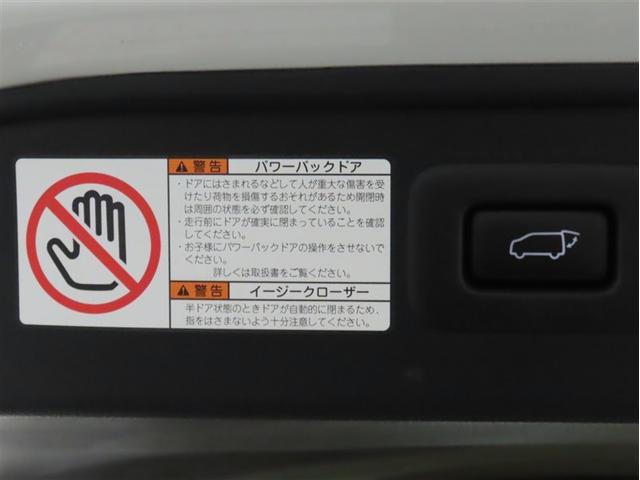 警告 パワーバックドア
・ドアにはさまれるなどして人が重大な傷害を受
けたり荷物を損傷するおそれがあるため開閉時
は周囲の状態を必ず確認してください。
・走行前にドアが確実に閉まっていることを確認
してください。
・お子様にパワーバックドアの操作をさせないで
ください。
詳しくは取扱書をご覧ください。
警告 イージークローザー
半ドア状態のときドアが自動的に閉まるため、
指をはさまないよう十分注意してください。